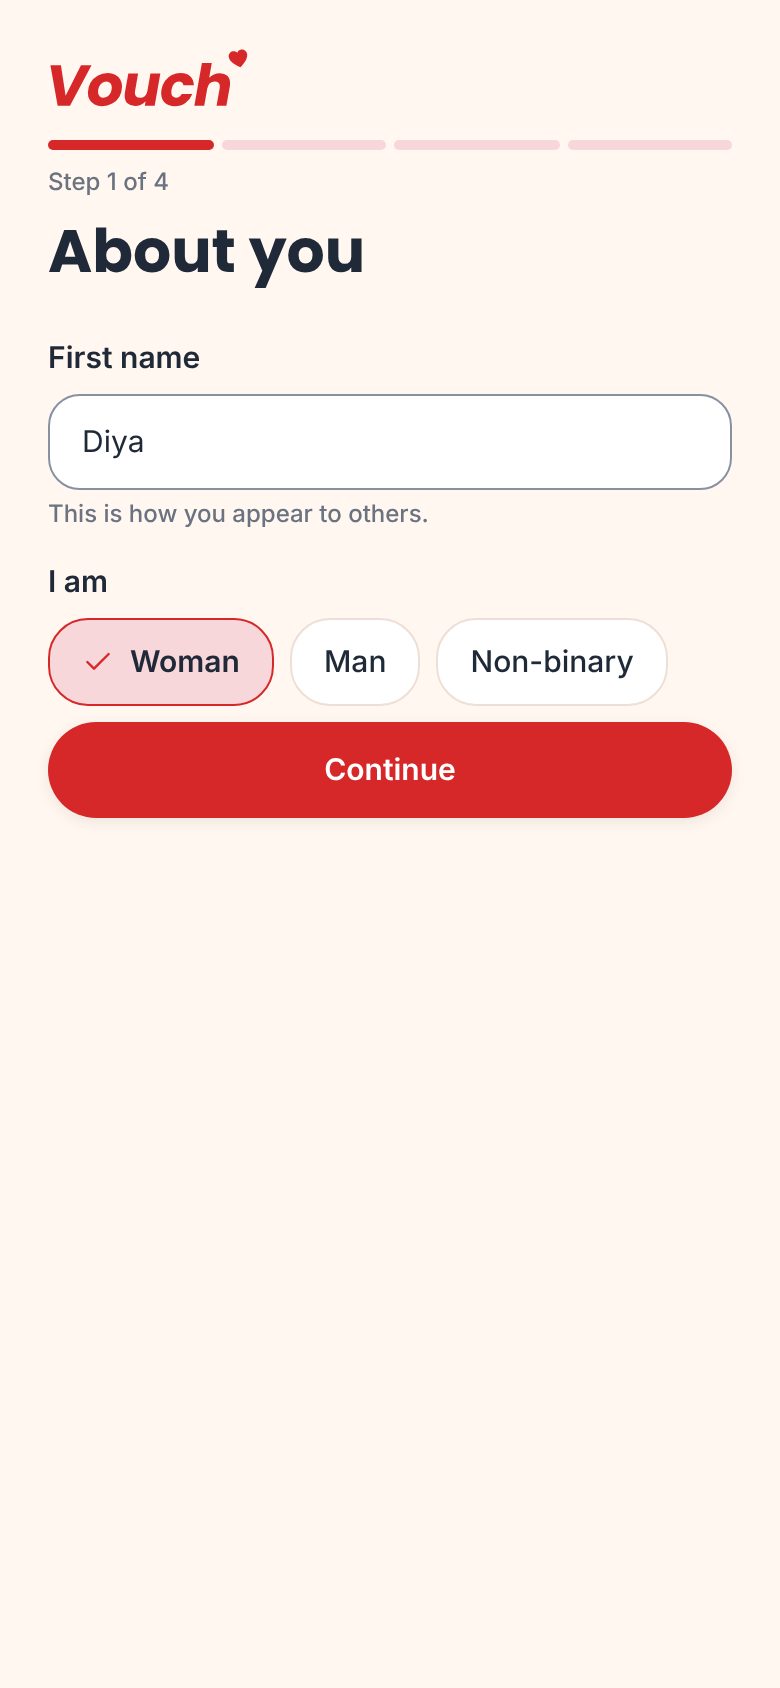 Vouch
Step 1 of 4
About you
First name
Diya
This is how you appear to others.
I am
Woman Man Non-binary
Continue